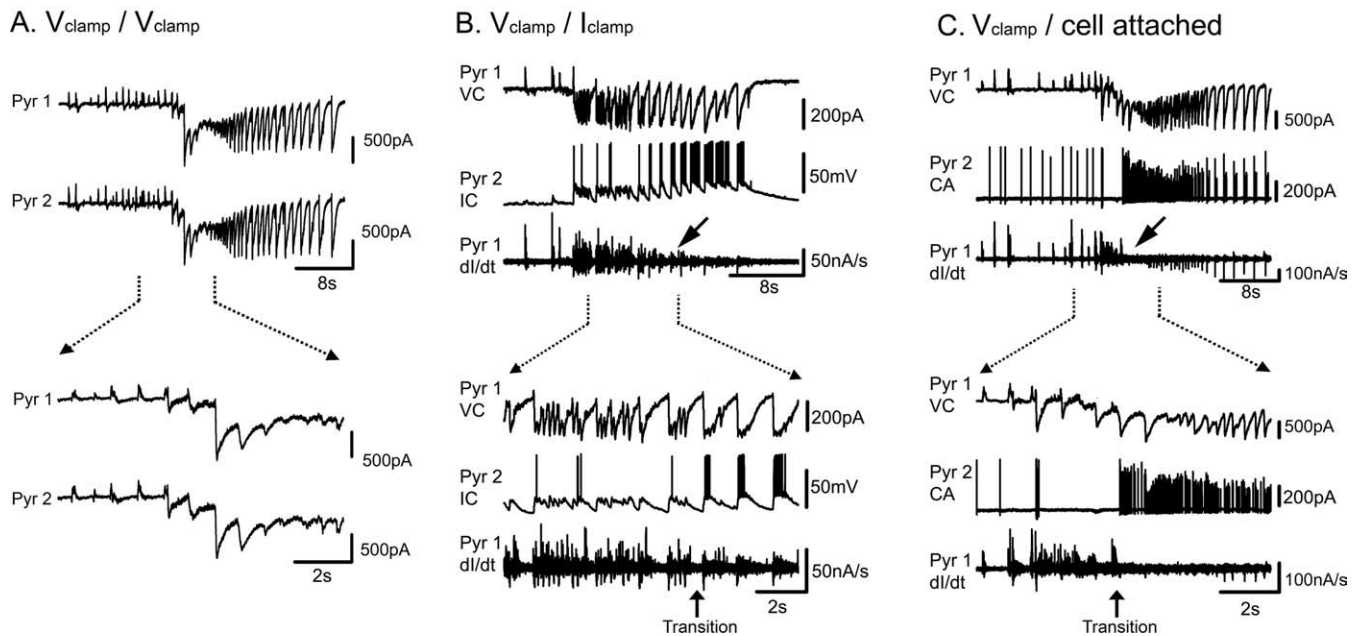 A. Vclamp / Vclamp
Pyr 1
500pA
Pyr 2
500pA
8s
Pyr 1
500pA
Pyr 2
500pA
2s
B. Vclamp / Iclamp
Pyr 1
VC
200pA
Pyr 2
IC
50mV
Pyr 1
dI/dt
50nA/s
8s
Pyr 1
VC
200pA
Pyr 2
IC
50mV
Pyr 1
dI/dt
50nA/s
2s
Transition
C. Vclamp / cell attached
Pyr 1
VC
500pA
Pyr 2
CA
200pA
Pyr 1
dI/dt
100nA/s
8s
Pyr 1
VC
500pA
Pyr 2
CA
200pA
Pyr 1
dI/dt
100nA/s
2s
Transition